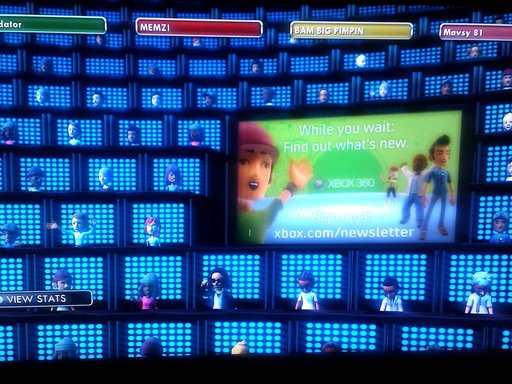 dator
MEMZI
BAM BIG PIMPIN
Mavsy 81
While you wait:
Find out what's new.
XBOX 360
Sign up at
xbox.com/newsletter
VIEW STATS